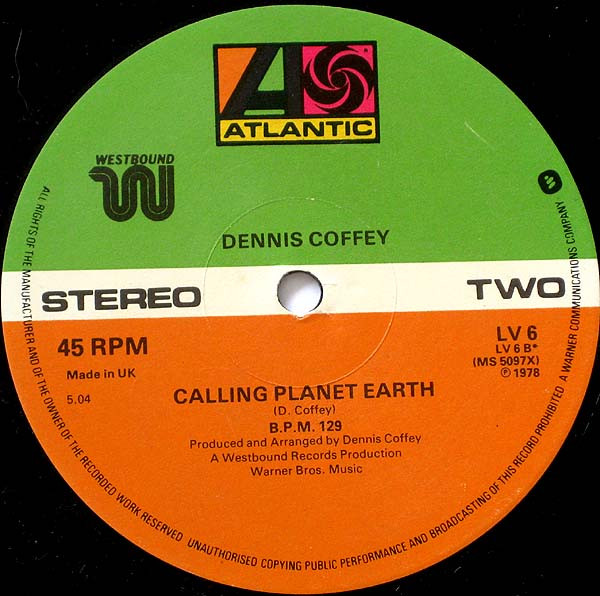 ATLANTIC
WESTBOUND
DENNIS COFFEY
STEREO
TWO
45 RPM
Made in UK
5.04
LV 6
LV 6 B*
(MS 5097X)
℗ 1978
CALLING PLANET EARTH
(D. Coffey)
B.P.M. 129
Produced and Arranged by Dennis Coffey
A Westbound Records Production
Warner Bros. Music
ALL RIGHTS OF THE MANUFACTURER AND OF THE OWNER OF THE RECORDED WORK RESERVED UNAUTHORISED COPYING PUBLIC PERFORMANCE AND BROADCASTING OF THIS RECORD PROHIBITED A WARNER COMMUNICATIONS COMPANY